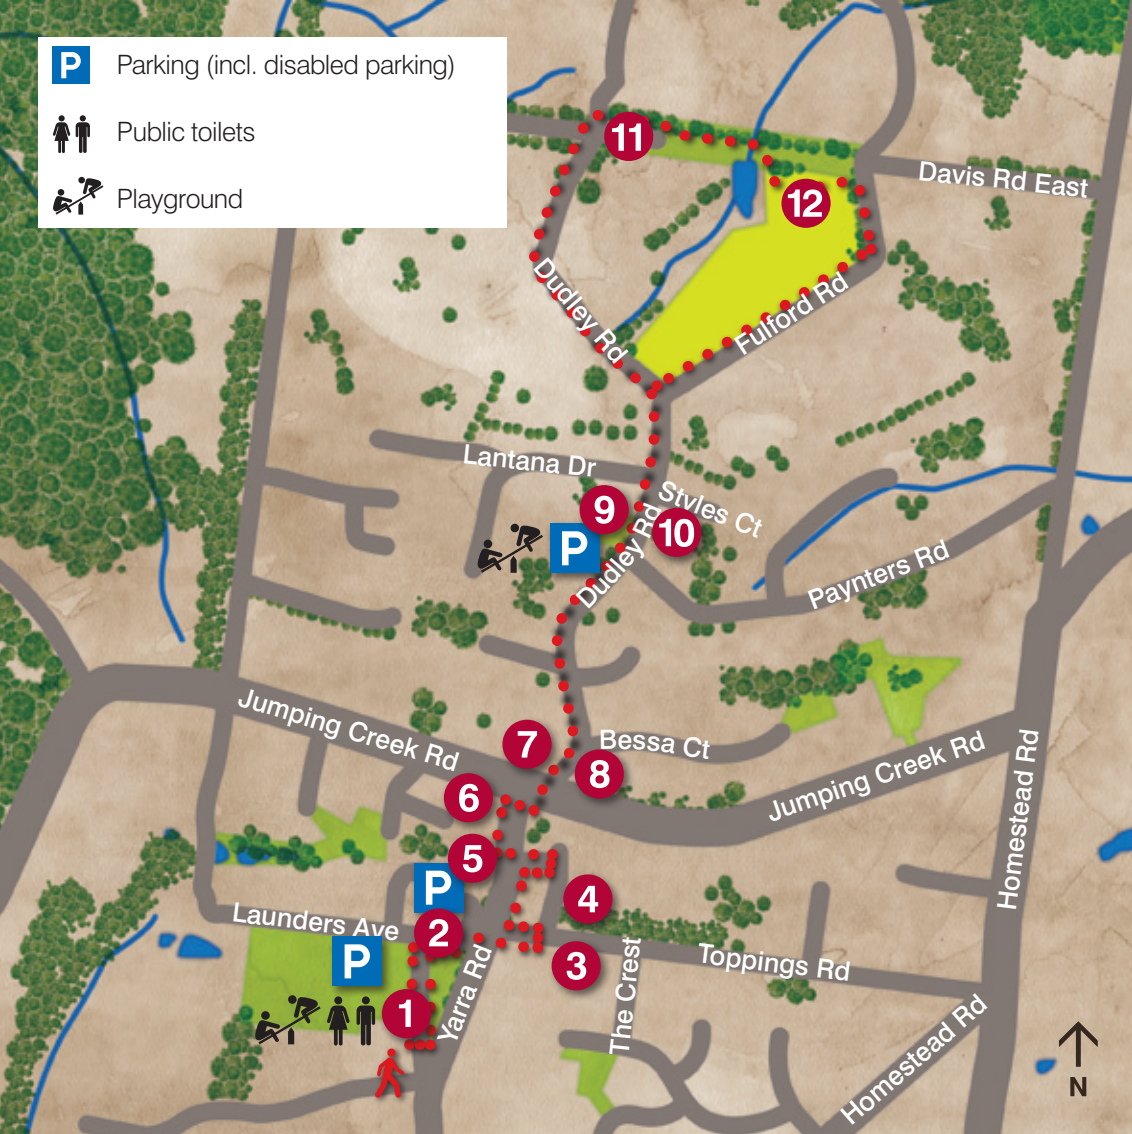 P Parking (incl. disabled parking)
Public toilets
Playground
11
Davis Rd East
12
Dudley Rd
Fulford Rd
Lantana Dr
Styles Ct
9
10
P
Dudley Rd
Paynters Rd
Jumping Creek Rd
7
Bessa Ct
8
Jumping Creek Rd
Homestead Rd
6
5
P
4
Launders Ave
2
P
3
The Crest
Toppings Rd
Yarra Rd
1
Homestead Rd
N